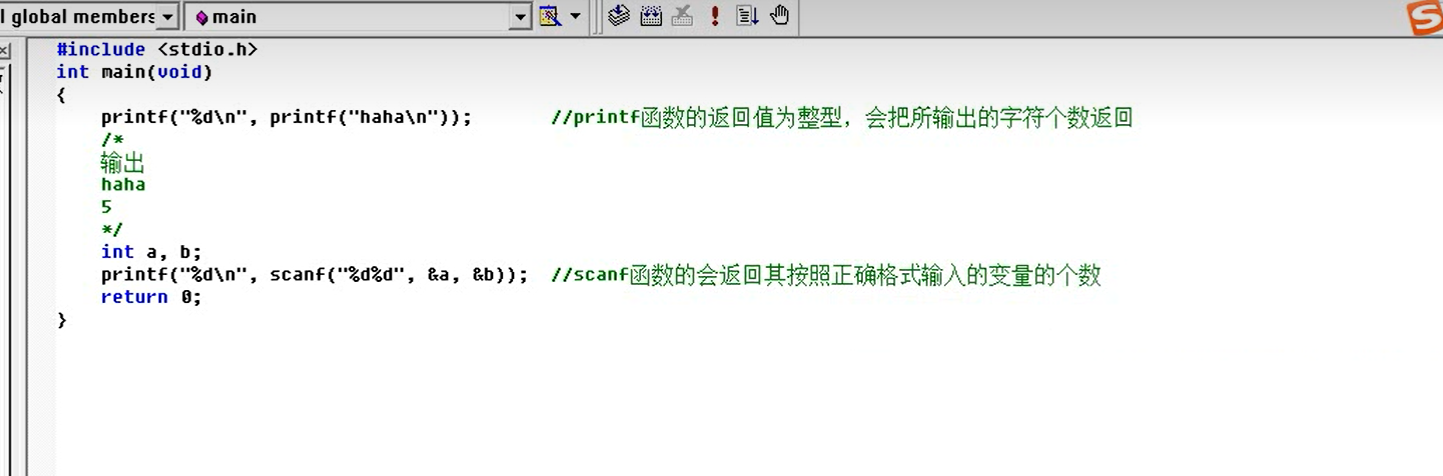 l global members main
#include <stdio.h>
int main(void)
{
printf("%d\n", printf("haha\n")); //printf函数的返回值为整型，会把所输出的字符个数返回
/*
输出
haha
5
*/
int a, b;
printf("%d\n", scanf("%d%d", &a, &b)); //scanf函数的会返回其按照正确格式输入的变量的个数
return 0;
}